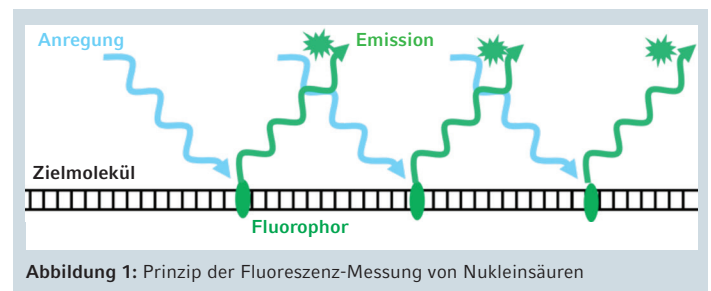 Anregung
Emission
Zielmolekül
Fluorophor
Abbildung 1: Prinzip der Fluoreszenz-Messung von Nukleinsäuren